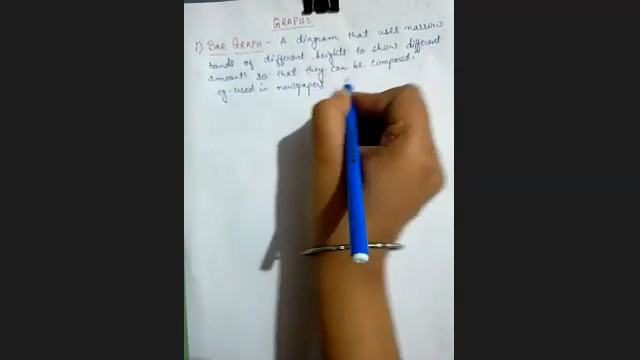 GRAPHS
1) BAR GRAPH - A diagram that uses narrow
bands of different heights to show different
amounts so that they can be compared.
eg - used in newspapers